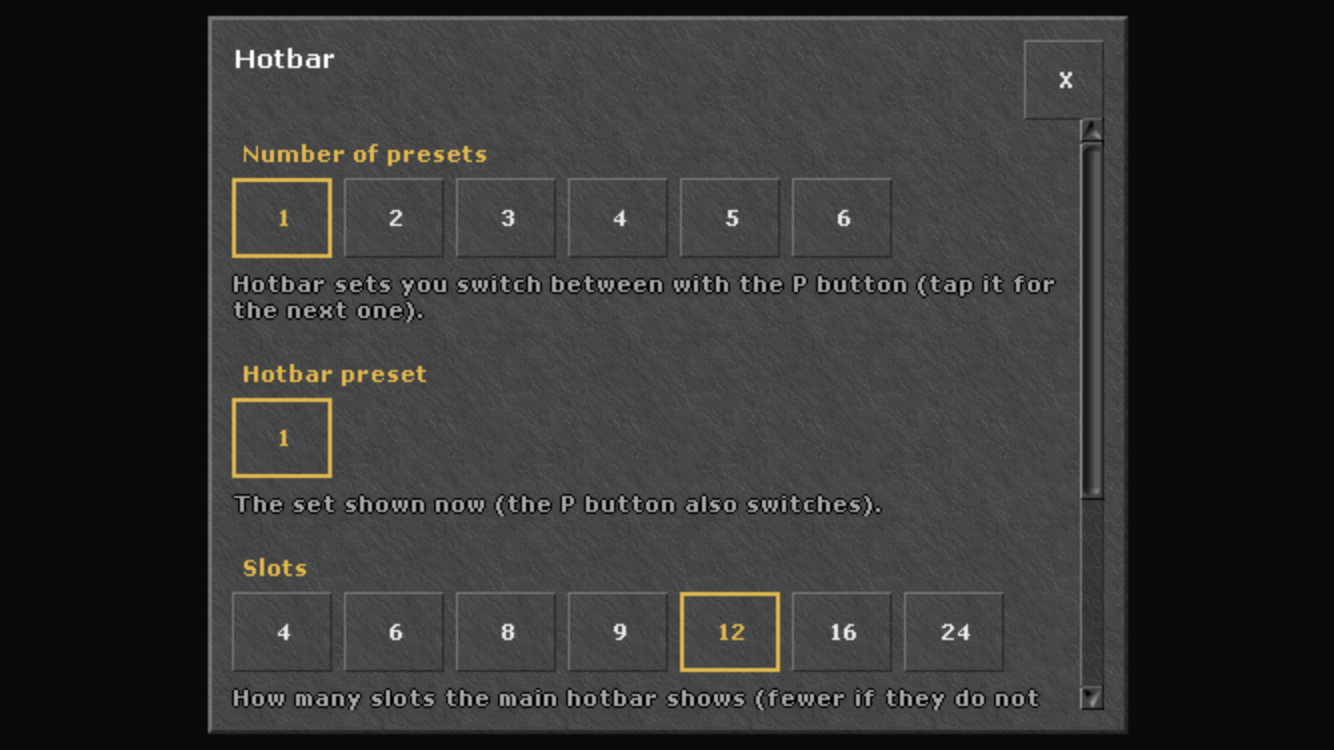 Hotbar
X
Number of presets
1 2 3 4 5 6
Hotbar sets you switch between with the P button (tap it for
the next one).
Hotbar preset
1
The set shown now (the P button also switches).
Slots
4 6 8 9 12 16 24
How many slots the main hotbar shows (fewer if they do not